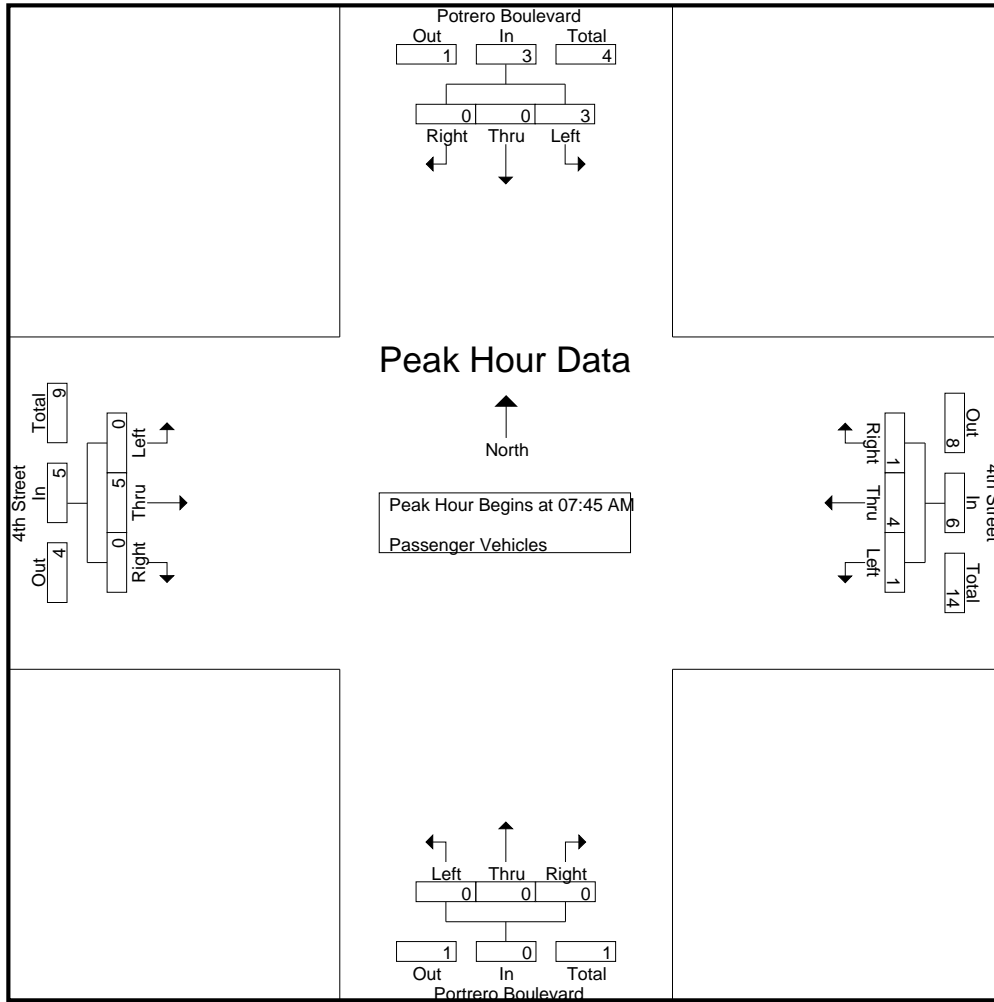 Potrero Boulevard
Out In Total
1 3 4
0 0 3
Right Thru Left
Peak Hour Data
North
Peak Hour Begins at 07:45 AM
Passenger Vehicles
4th Street
Total In Out
9 5 4
0 5 0
Left Thru Right
Right Thru Left
1 4 1
8 6 14
Out In Total
4th Street
Left Thru Right
0 0 0
1 0 1
Out In Total
Portrero Boulevard